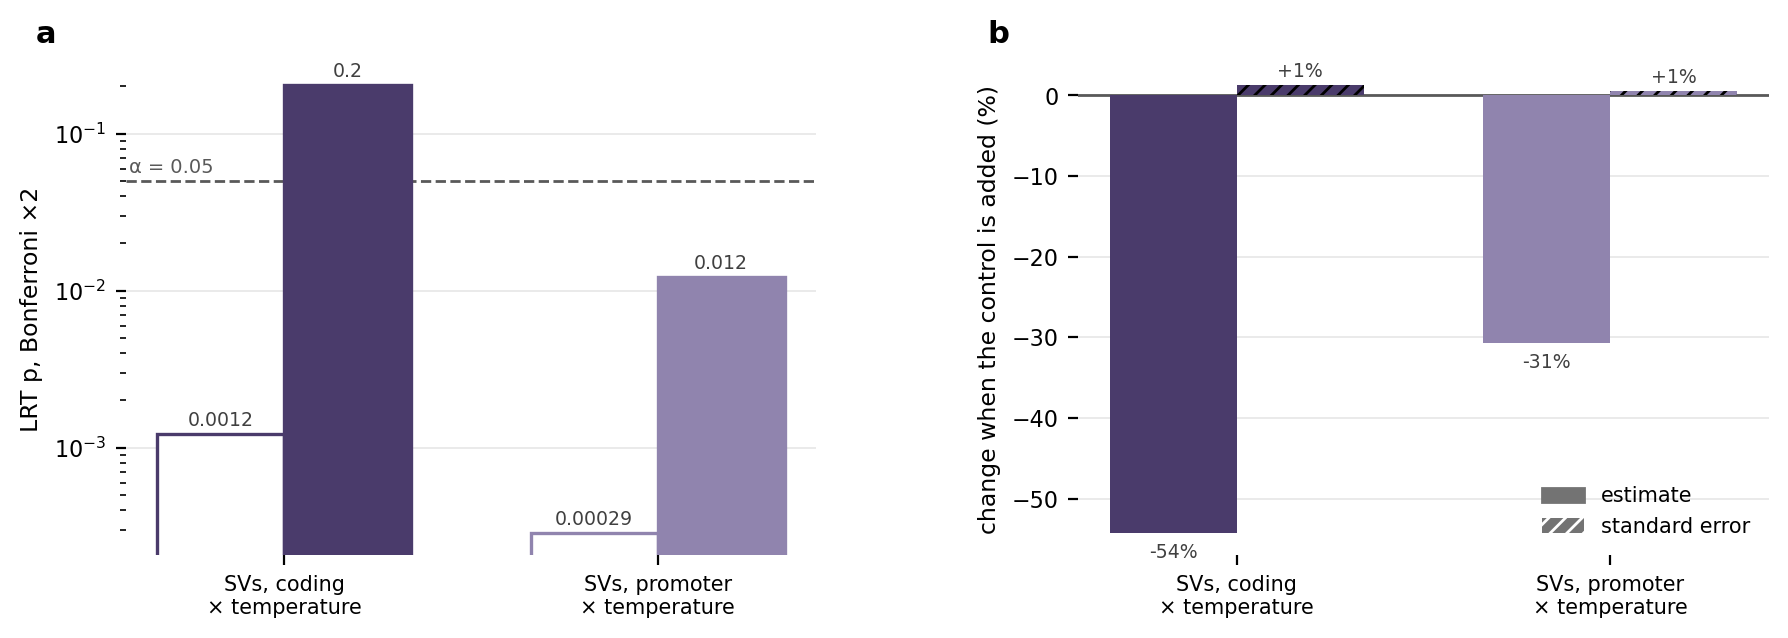 a
LRT p, Bonferroni ×2
10⁻¹
10⁻²
10⁻³
α = 0.05
0.0012
0.2
0.00029
0.012
SVs, coding
× temperature
SVs, promoter
× temperature
b
change when the control is added (%)
0
−10
−20
−30
−40
−50
+1%
+1%
-54%
-31%
estimate
standard error
SVs, coding
× temperature
SVs, promoter
× temperature